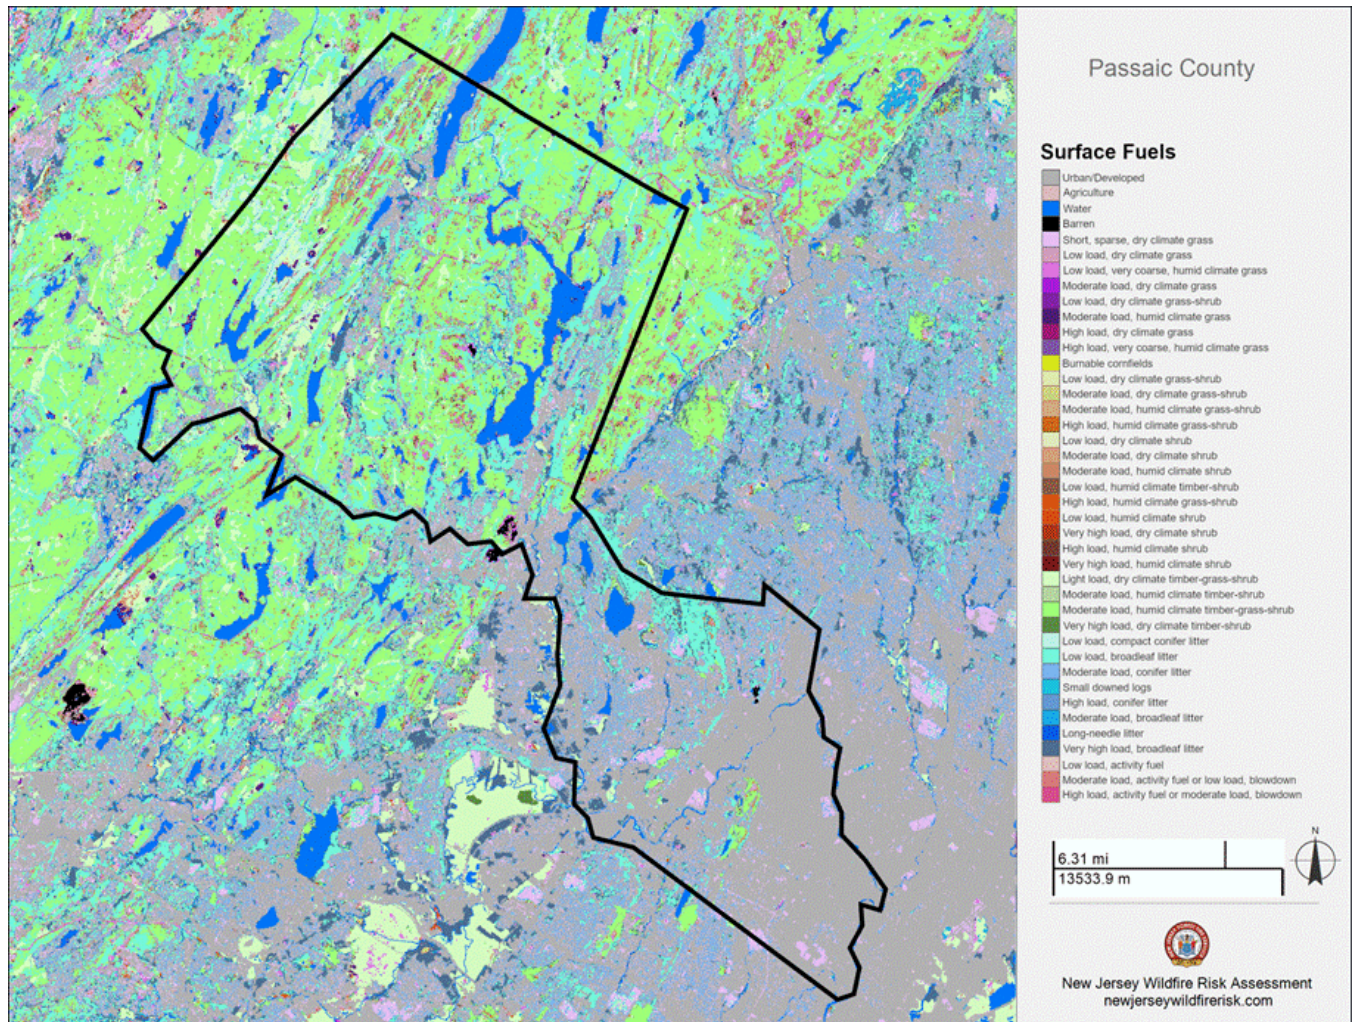 Passaic County
Surface Fuels
Urban/Developed
Agriculture
Water
Barren
Short, sparse, dry climate grass
Low load, dry climate grass
Low load, very coarse, humid climate grass
Moderate load, dry climate grass
Low load, dry climate grass-shrub
Moderate load, humid climate grass
High load, dry climate grass
High load, very coarse, humid climate grass
Burnable cornfields
Low load, dry climate grass-shrub
Moderate load, dry climate grass-shrub
Moderate load, humid climate grass-shrub
High load, humid climate grass-shrub
Low load, dry climate shrub
Moderate load, dry climate shrub
Moderate load, humid climate shrub
Low load, humid climate timber-shrub
High load, humid climate grass-shrub
Low load, humid climate shrub
Very high load, dry climate shrub
High load, humid climate shrub
Very high load, humid climate shrub
Light load, dry climate timber-grass-shrub
Moderate load, humid climate timber-shrub
Moderate load, humid climate timber-grass-shrub
Very high load, dry climate timber-shrub
Low load, compact conifer litter
Low load, broadleaf litter
Moderate load, conifer litter
Small downed logs
High load, conifer litter
Moderate load, broadleaf litter
Long-needle litter
Very high load, broadleaf litter
Low load, activity fuel
Moderate load, activity fuel or low load, blowdown
High load, activity fuel or moderate load, blowdown
N
6.31 mi
13533.9 m
New Jersey Wildfire Risk Assessment
newjerseywildfirerisk.com